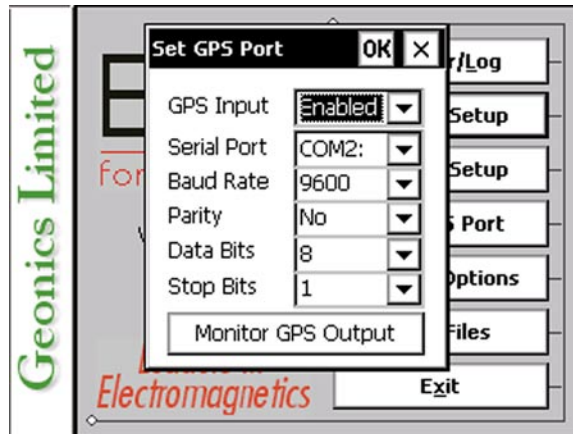 Geonics Limited
Set GPS Port OK
GPS Input Enabled
Serial Port COM2:
Baud Rate 9600
Parity No
Data Bits 8
Stop Bits 1
Monitor GPS Output
for
/Log
Setup
Setup
Port
Options
Files
Exit
Electromagnetics